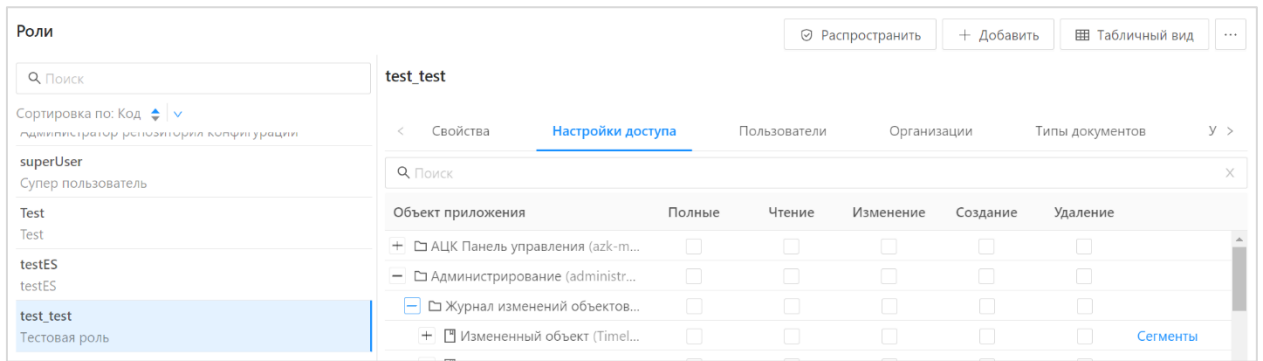 Роли
Распространить
Добавить
Табличный вид
...
Поиск
Сортировка по: Код
Администратор репозитория конфигурации
superUser
Супер пользователь
Test
Test
testES
testES
test_test
Тестовая роль
test_test
Свойства Настройки доступа Пользователи Организации Типы документов У
Поиск
Объект приложения Полные Чтение Изменение Создание Удаление
АЦК Панель управления (azk-m...
Администрирование (administr...
Журнал изменений объектов...
Измененный объект (Timel... Сегменты